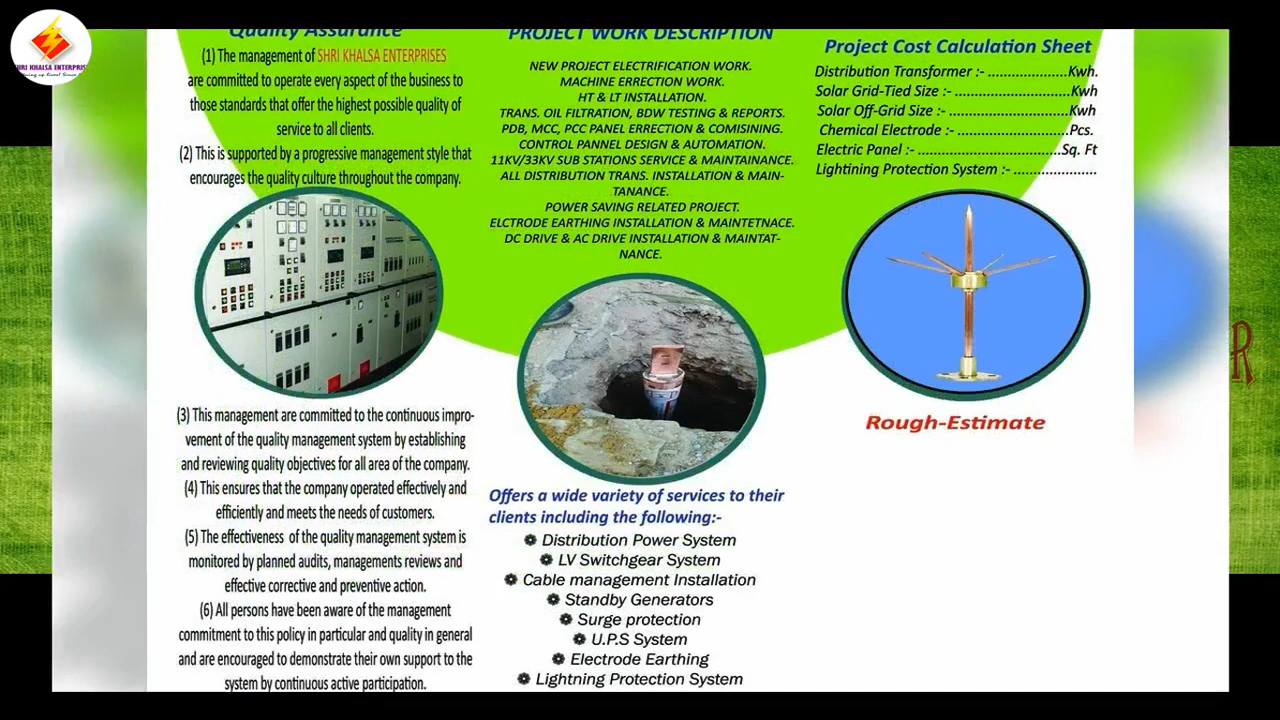 SHRI KHALSA ENTERPRIS
Quality Assurance
(1) The management of SHRI KHALSA ENTERPRISES
are committed to operate every aspect of the business to
those standards that offer the highest possible quality of
service to all clients.
(2) This is supported by a progressive management style that
encourages the quality culture throughout the company.
(3) This management are committed to the continuous impro-
vement of the quality management system by establishing
and reviewing quality objectives for all area of the company.
(4) This ensures that the company operated effectively and
efficiently and meets the needs of customers.
(5) The effectiveness of the quality management system is
monitored by planned audits, managements reviews and
effective corrective and preventive action.
(6) All persons have been aware of the management
commitment to this policy in particular and quality in general
and are encouraged to demonstrate their own support to the
system by continuous active participation.
PROJECT WORK DESCRIPTION
NEW PROJECT ELECTRIFICATION WORK.
MACHINE ERRECTION WORK.
HT & LT INSTALLATION.
TRANS. OIL FILTRATION, BDW TESTING & REPORTS.
PDB, MCC, PCC PANEL ERRECTION & COMISINING.
CONTROL PANNEL DESIGN & AUTOMATION.
11KV/33KV SUB STATIONS SERVICE & MAINTAINANCE.
ALL DISTRIBUTION TRANS. INSTALLATION & MAIN-
TANANCE.
POWER SAVING RELATED PROJECT.
ELCTRODE EARTHING INSTALLATION & MAINTETNACE.
DC DRIVE & AC DRIVE INSTALLATION & MAINTAT-
NANCE.
Offers a wide variety of services to their
clients including the following:-
Distribution Power System
LV Switchgear System
Cable management Installation
Standby Generators
Surge protection
U.P.S System
Electrode Earthing
Lightning Protection System
Project Cost Calculation Sheet
Distribution Transformer :- .....................Kwh.
Solar Grid-Tied Size :- ..............................Kwh
Solar Off-Grid Size :- ...............................Kwh
Chemical Electrode :- .............................Pcs.
Electric Panel :- ......................................Sq. Ft
Lightining Protection System :- ......................
Rough-Estimate
R